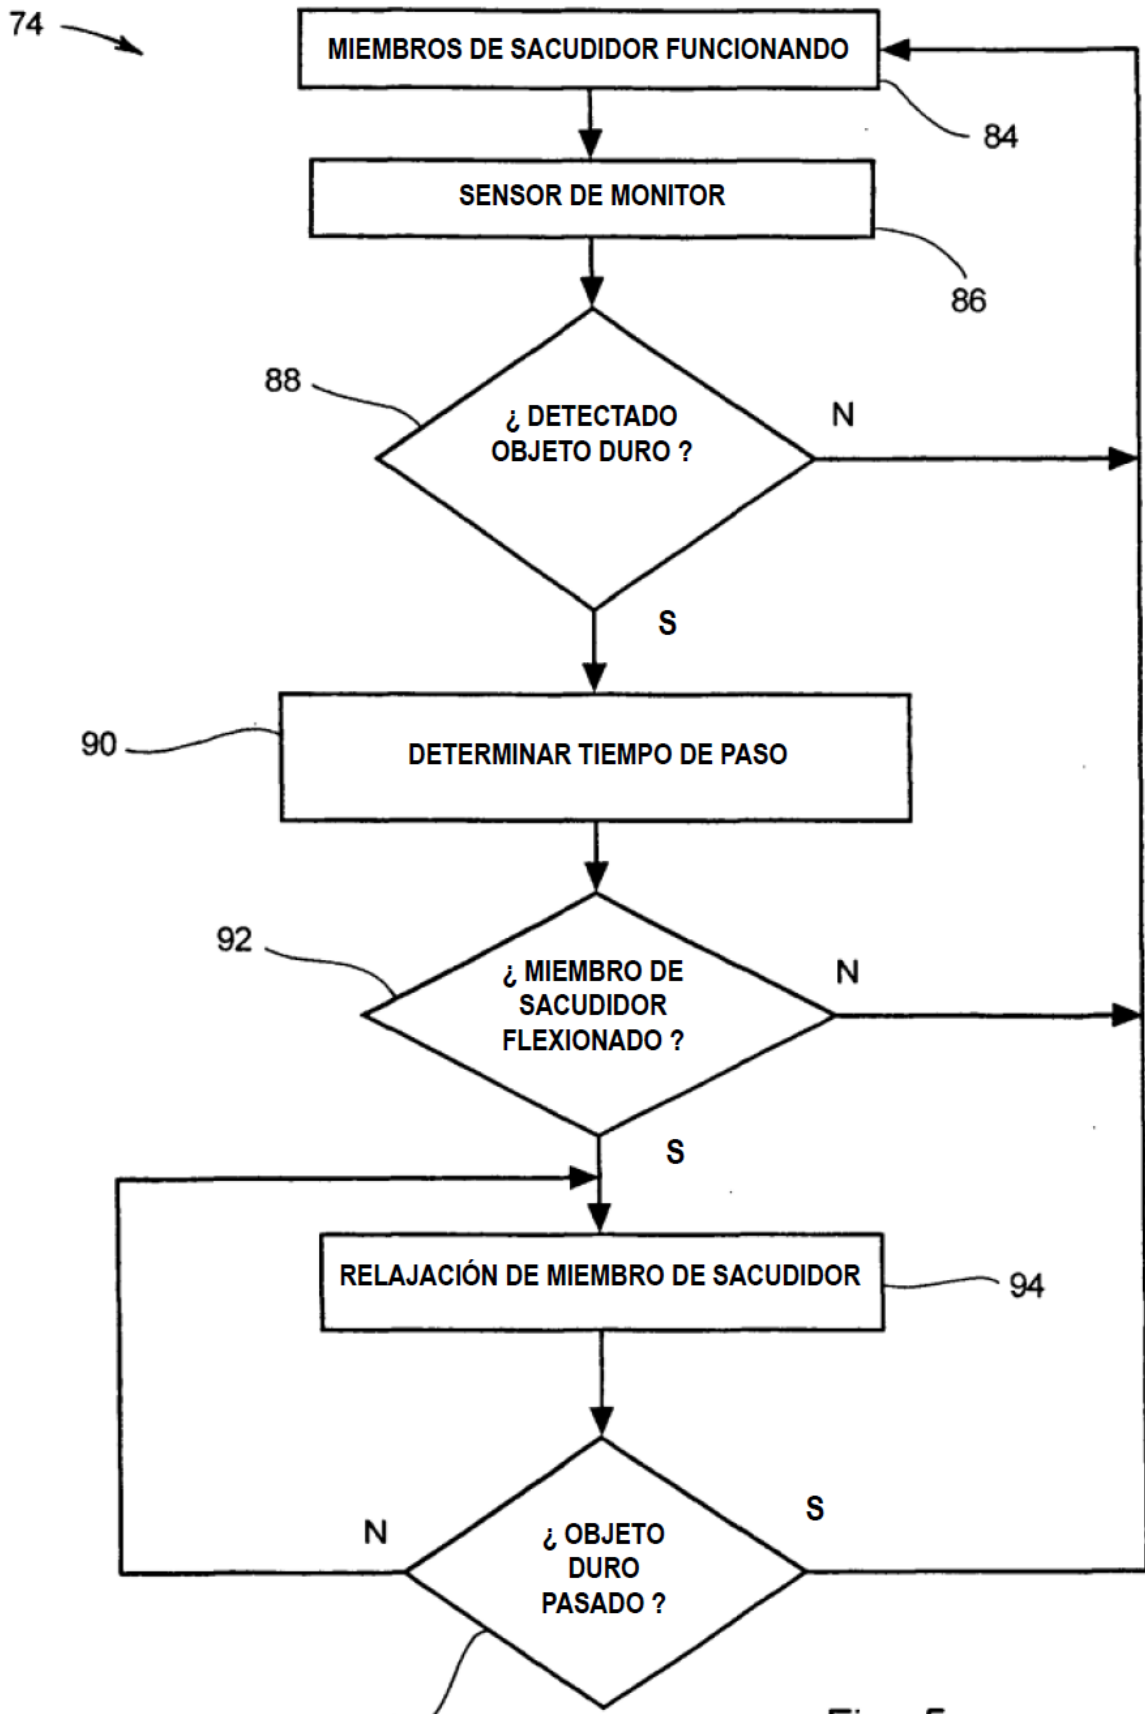 74
MIEMBROS DE SACUDIDOR FUNCIONANDO
84
SENSOR DE MONITOR
86
88
¿ DETECTADO
OBJETO DURO ?
N
S
90
DETERMINAR TIEMPO DE PASO
92
¿ MIEMBRO DE
SACUDIDOR
FLEXIONADO ?
N
S
RELAJACIÓN DE MIEMBRO DE SACUDIDOR
94
N
¿ OBJETO
DURO
PASADO ?
S